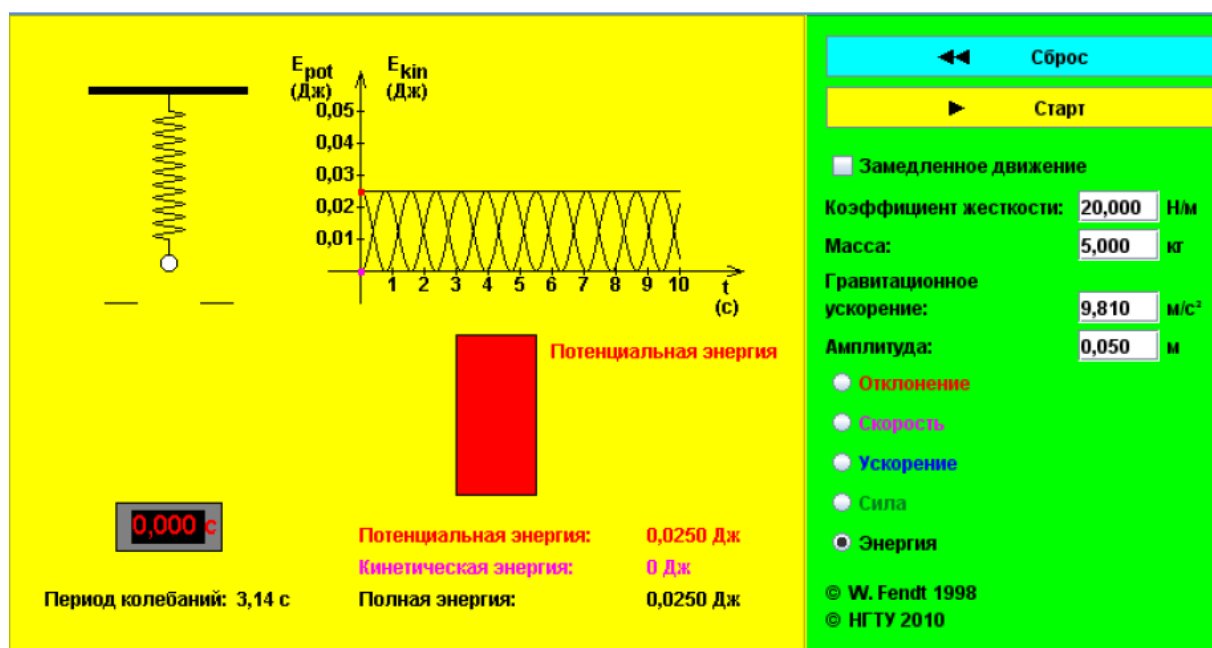 E pot
(Дж)
E kin
(Дж)
0,05
0,04
0,03
0,02
0,01
1 2 3 4 5 6 7 8 9 10
t
(с)
Потенциальная энергия
0,000 с
Период колебаний: 3,14 с
Потенциальная энергия: 0,0250 Дж
Кинетическая энергия: 0 Дж
Полная энергия: 0,0250 Дж
Сброс
Старт
Замедленное движение
Коэффициент жесткости: 20,000 Н/м
Масса: 5,000 кг
Гравитационное
ускорение: 9,810 м/с²
Амплитуда: 0,050 м
Отклонение
Скорость
Ускорение
Сила
Энергия
© W. Fendt 1998
© НГТУ 2010